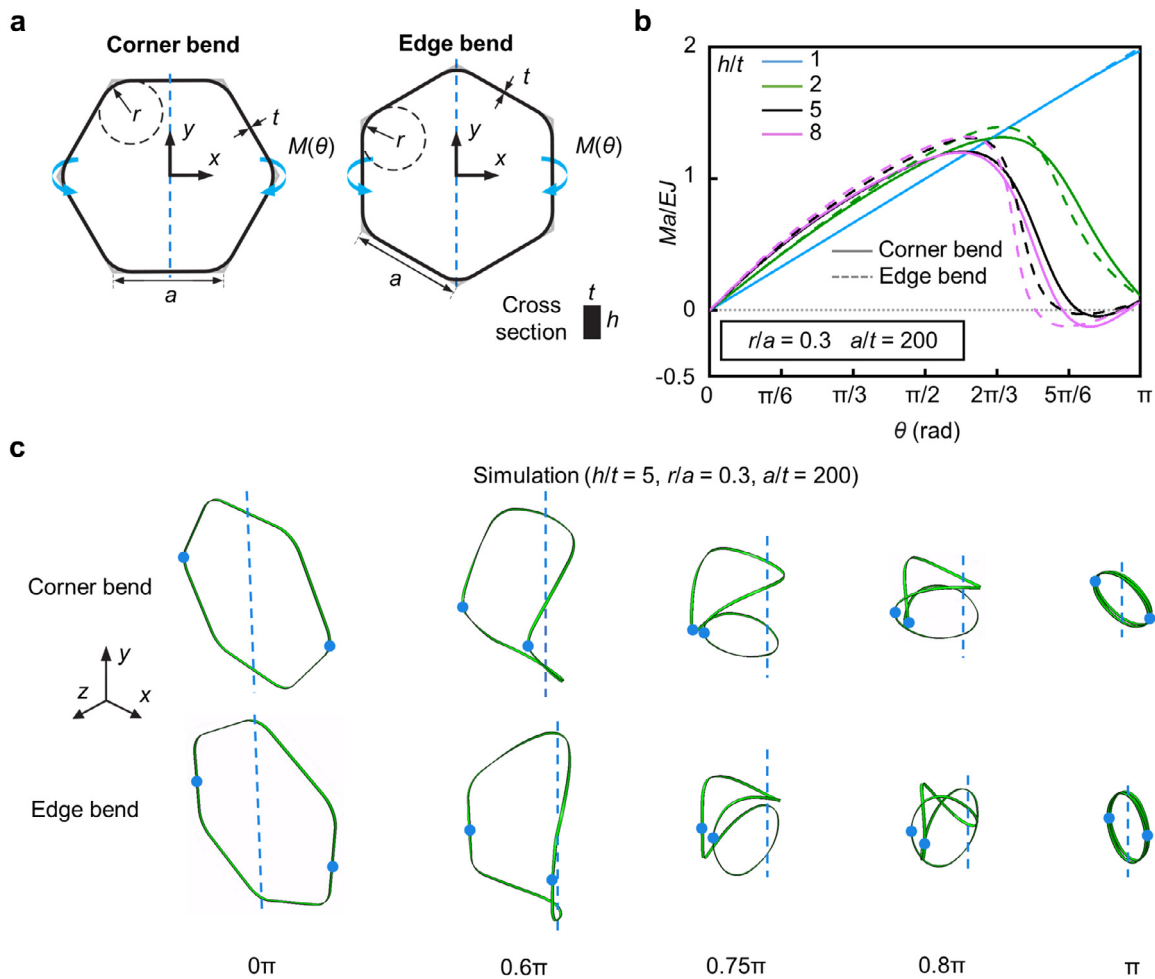 a
Corner bend
Edge bend
r
y
x
t
M(θ)
a
r
y
x
t
M(θ)
a
Cross
section
t
h
b
2
1
0
-0.5
Ma/EJ
h/t
1
2
5
8
Corner bend
Edge bend
r/a = 0.3 a/t = 200
0
π/6
π/3
π/2
2π/3
5π/6
π
θ (rad)
c
Simulation (h/t = 5, r/a = 0.3, a/t = 200)
Corner bend
y
z
x
Edge bend
0π
0.6π
0.75π
0.8π
π